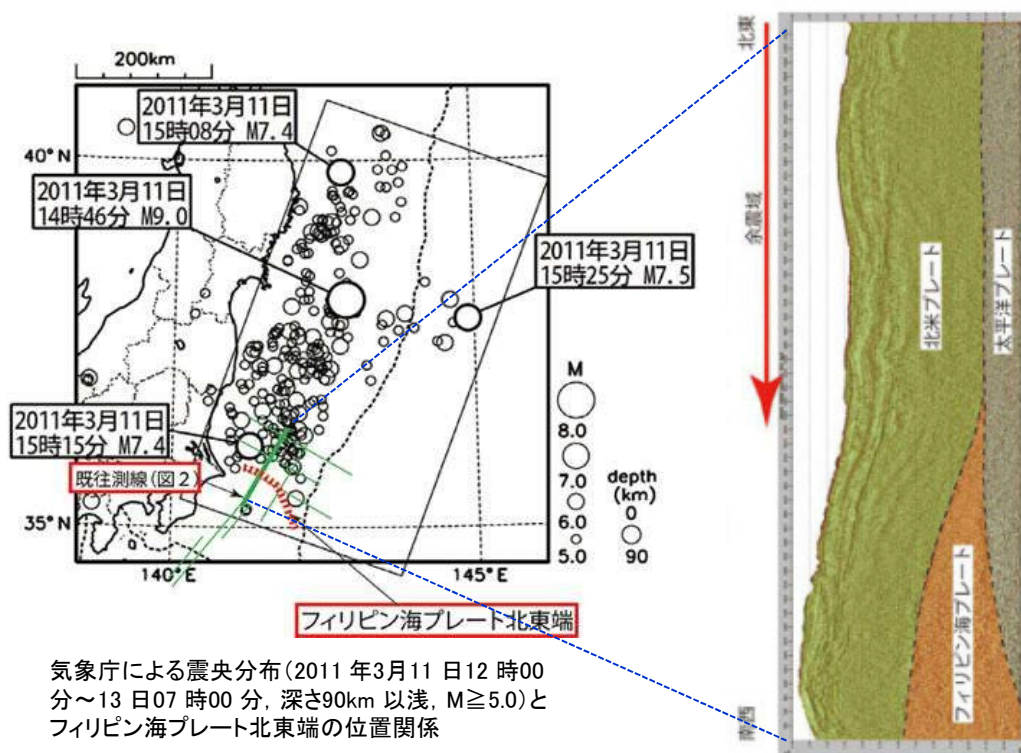 200km
2011年3月11日
15時08分 M7.4
40°N
2011年3月11日
14時46分 M9.0
2011年3月11日
15時25分 M7.5
2011年3月11日
15時15分 M7.4
既往測線(図2)
35°N
140°E
145°E
M
8.0
7.0
6.0
5.0
depth
(km)
0
90
フィリピン海プレート北東端
気象庁による震央分布(2011 年3月11 日12 時00
分~13 日07 時00 分, 深さ90km 以浅, M≧5.0)と
フィリピン海プレート北東端の位置関係
北東
余震域
北米プレート
太平洋プレート
フィリピン海プレート
南西